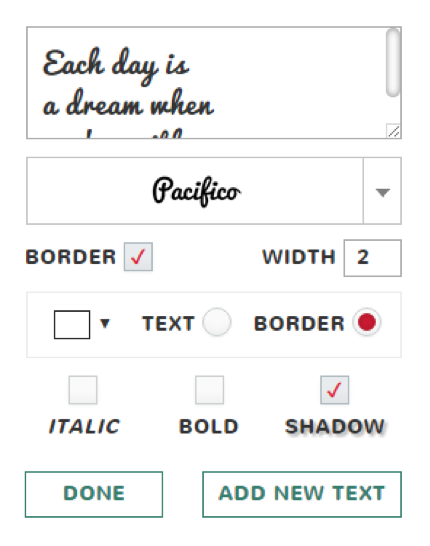 Each day is
a dream when
Pacifico
BORDER ✓ WIDTH 2
TEXT BORDER
ITALIC BOLD SHADOW
DONE ADD NEW TEXT